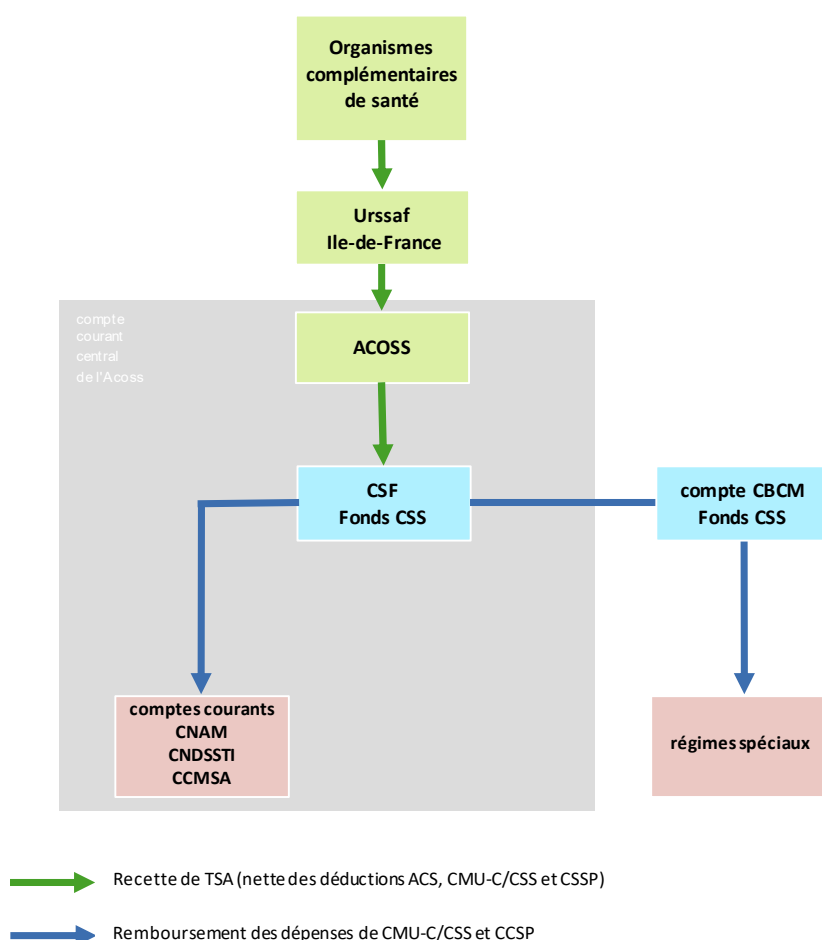 Organismes
complémentaires
de santé
Urssaf
Ile-de-France
compte
courant
central
de l'Acoss
ACOSS
CSF
Fonds CSS
compte CBCM
Fonds CSS
comptes courants
CNAM
CNDSSTI
CCMSA
régimes spéciaux
Recette de TSA (nette des déductions ACS, CMU-C/CSS et CSSP)
Remboursement des dépenses de CMU-C/CSS et CCSP